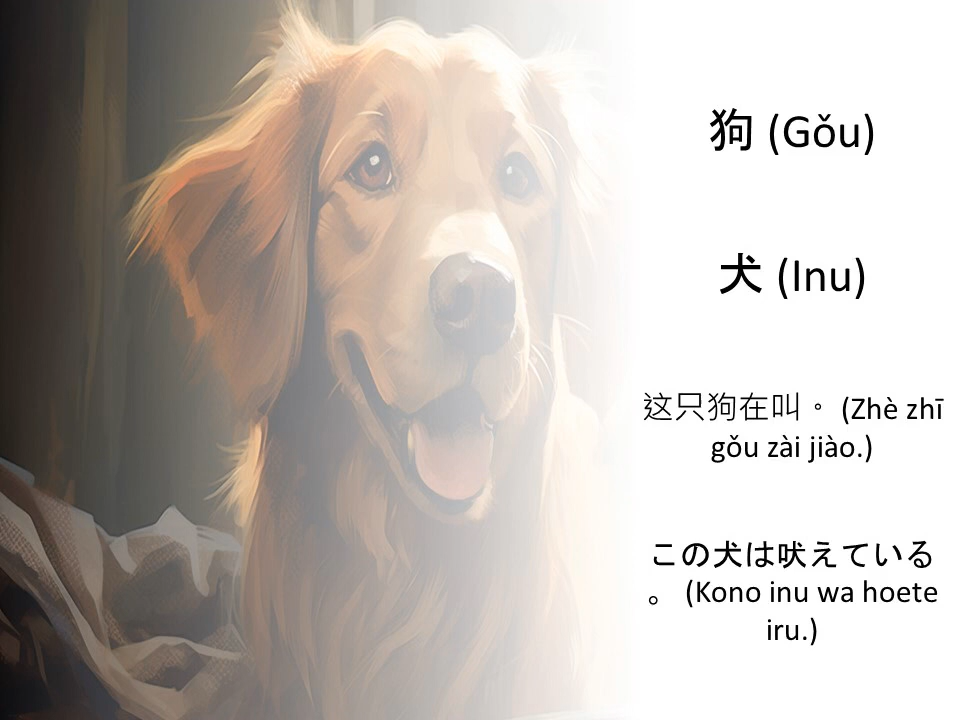 狗 (Gǒu)
犬 (Inu)
这只狗在叫。 (Zhè zhī
gǒu zài jiào.)
この犬は吠えている
。 (Kono inu wa hoete
iru.)